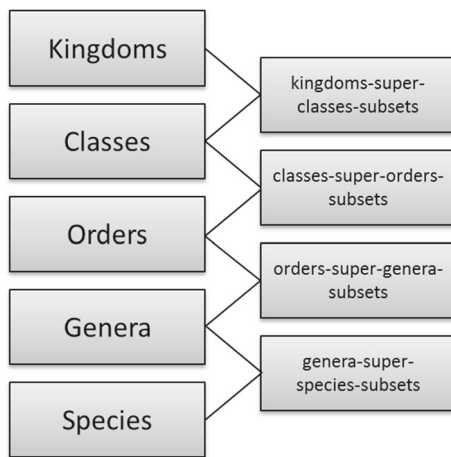 Kingdoms
kingdoms-super-
classes-subsets
Classes
classes-super-orders-
subsets
Orders
orders-super-genera-
subsets
Genera
genera-super-
species-subsets
Species